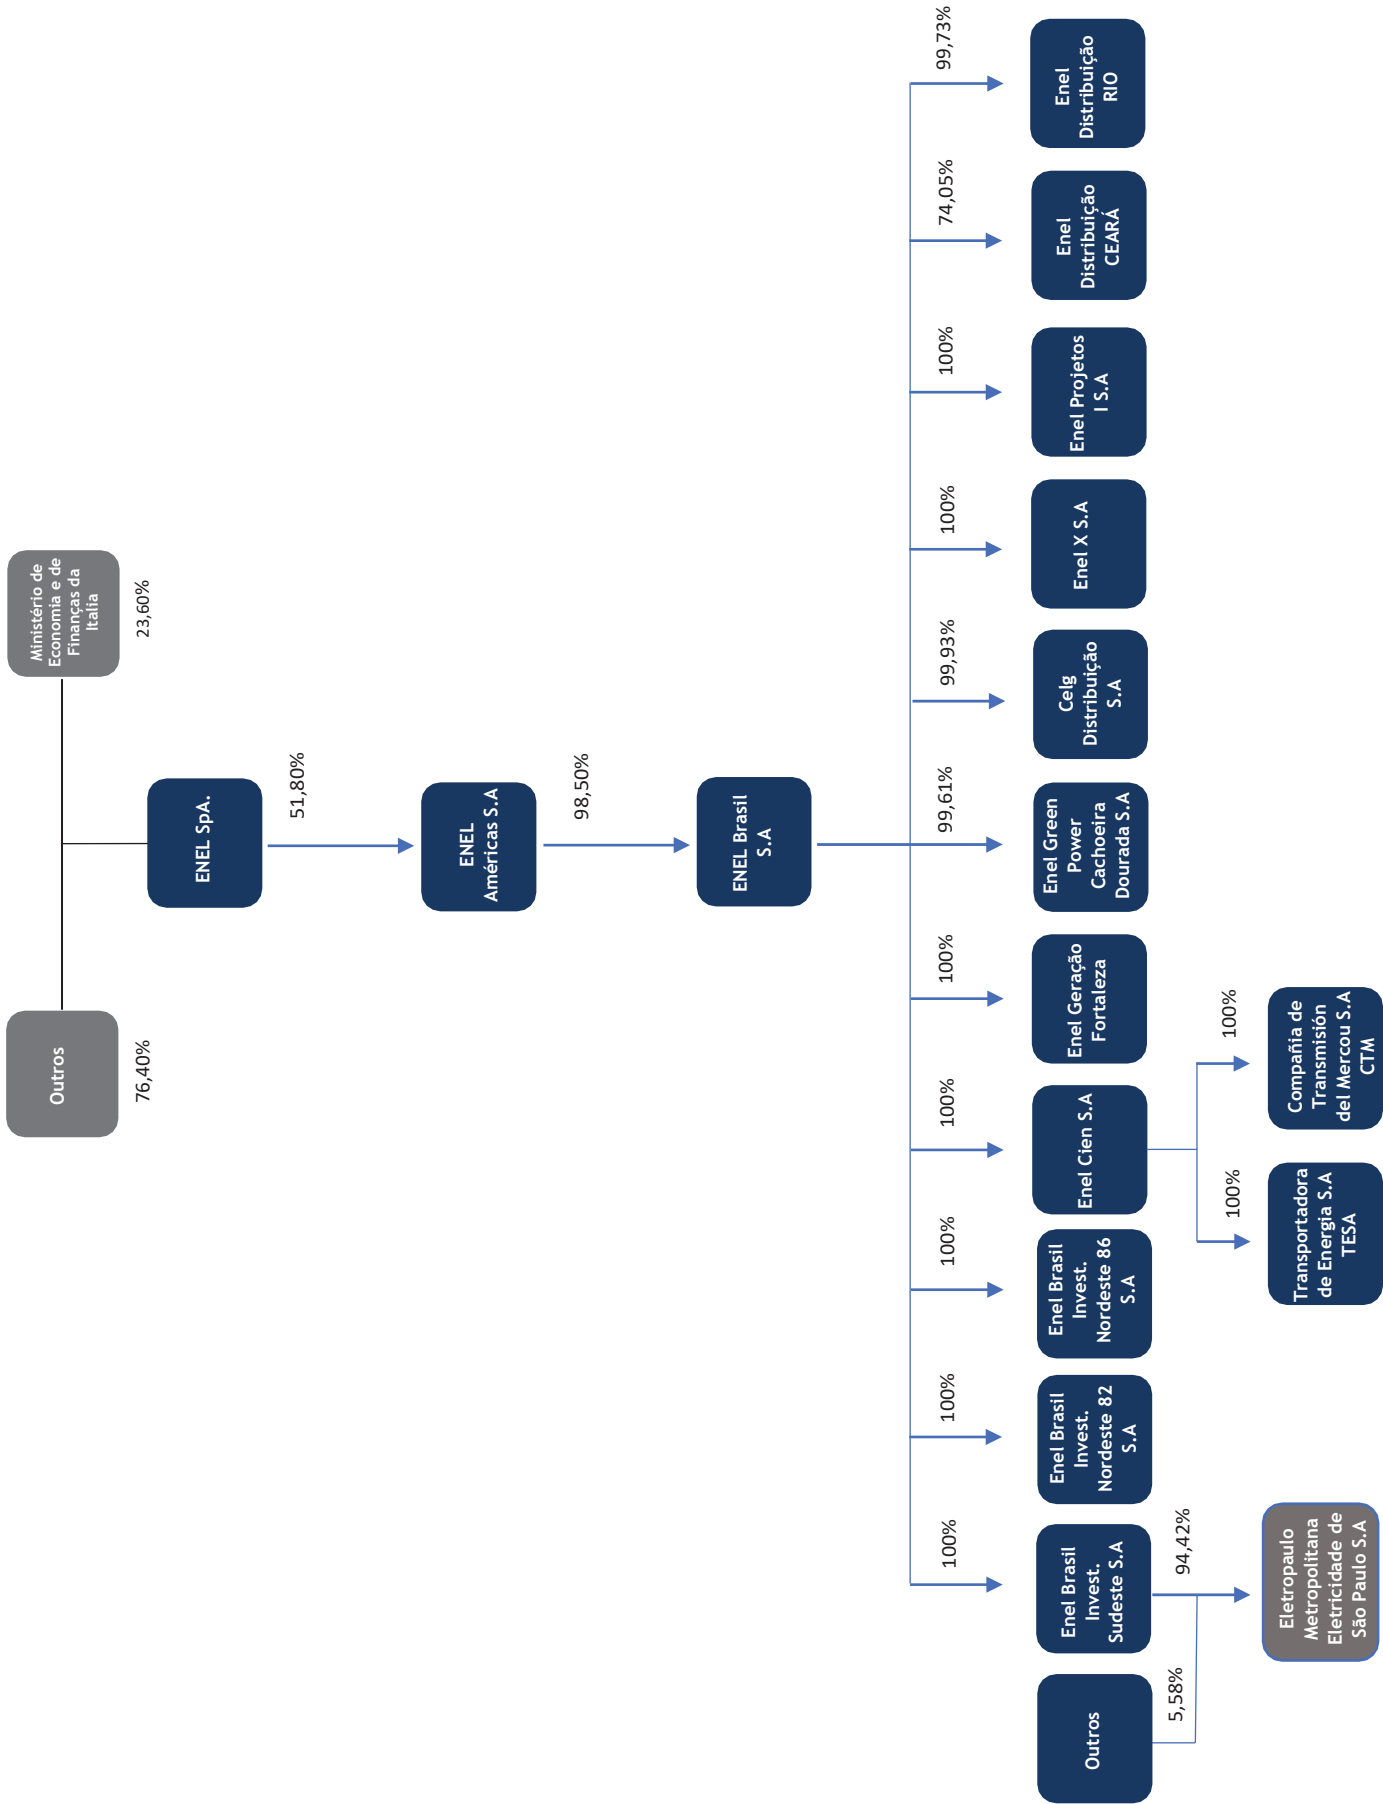 Outros
Ministério de
Economia e de
Finanças da
Italia
76,40%
23,60%
ENEL SpA.
51,80%
ENEL
Américas S.A
98,50%
ENEL Brasil
S.A
100%
100%
100%
100%
100%
99,61%
99,93%
100%
100%
74,05%
99,73%
Outros
Enel Brasil
Invest.
Sudeste S.A
Enel Brasil
Invest.
Nordeste 82
S.A
Enel Brasil
Invest.
Nordeste 86
S.A
Enel Cien S.A
Enel Geração
Fortaleza
Enel Green
Power
Cachoeira
Dourada S.A
Celg
Distribuição
S.A
Enel X S.A
Enel Projetos
I S.A
Enel
Distribuição
CEARÁ
Enel
Distribuição
RIO
5,58%
94,42%
100%
100%
Eletropaulo
Metropolitana
Eletricidade de
São Paulo S.A
Transportadora
de Energia S.A
TESA
Compañia de
Transmisión
del Mercou S.A
CTM